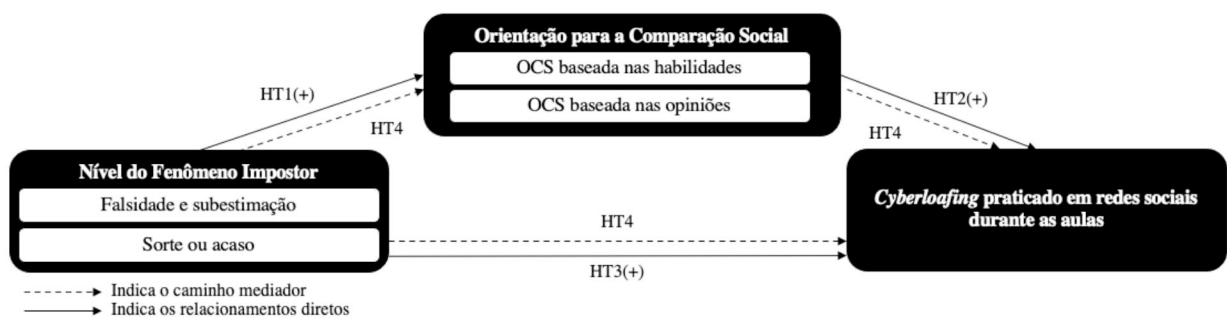 Orientação para a Comparação Social
OCS baseada nas habilidades
OCS baseada nas opiniões
HT1(+)
HT4
HT2(+)
HT4
Nível do Fenômeno Impostor
Falsidade e subestimação
Sorte ou acaso
HT4
HT3(+)
Cyberloafing praticado em redes sociais
durante as aulas
Indica o caminho mediador
Indica os relacionamentos diretos